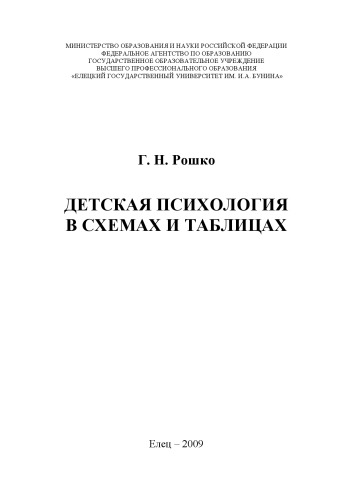 МИНИСТЕРСТВО ОБРАЗОВАНИЯ И НАУКИ РОССИЙСКОЙ ФЕДЕРАЦИИ
ФЕДЕРАЛЬНОЕ АГЕНТСТВО ПО ОБРАЗОВАНИЮ
ГОСУДАРСТВЕННОЕ ОБРАЗОВАТЕЛЬНОЕ УЧРЕЖДЕНИЕ
ВЫСШЕГО ПРОФЕССИОНАЛЬНОГО ОБРАЗОВАНИЯ
«ЕЛЕЦКИЙ ГОСУДАРСТВЕННЫЙ УНИВЕРСИТЕТ ИМ. И.А. БУНИНА»
Г. Н. Рошко
ДЕТСКАЯ ПСИХОЛОГИЯ
В СХЕМАХ И ТАБЛИЦАХ
Елец – 2009